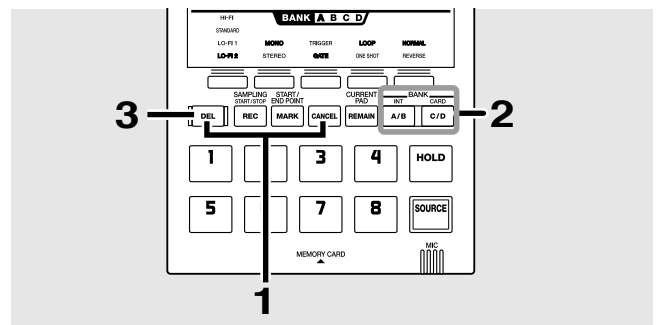 HI-FI
BANK A B C D
STANDARD
LO-FI 1 MONO TRIGGER LOOP NORMAL
LO-FI 2 STEREO GATE ONE SHOT REVERSE
SAMPLING START/ CURRENT BANK
START/STOP END POINT PAD INT CARD
3 DEL REC MARK CANCEL REMAIN A/B C/D 2
1 3 4 HOLD
5 7 8 SOURCE
MIC
MEMORY CARD
1